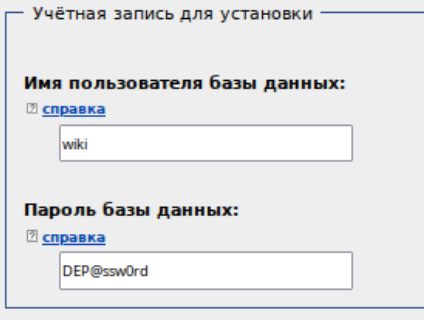 Учётная запись для установки
Имя пользователя базы данных:
справка
wiki
Пароль базы данных:
справка
DEP@ssw0rd